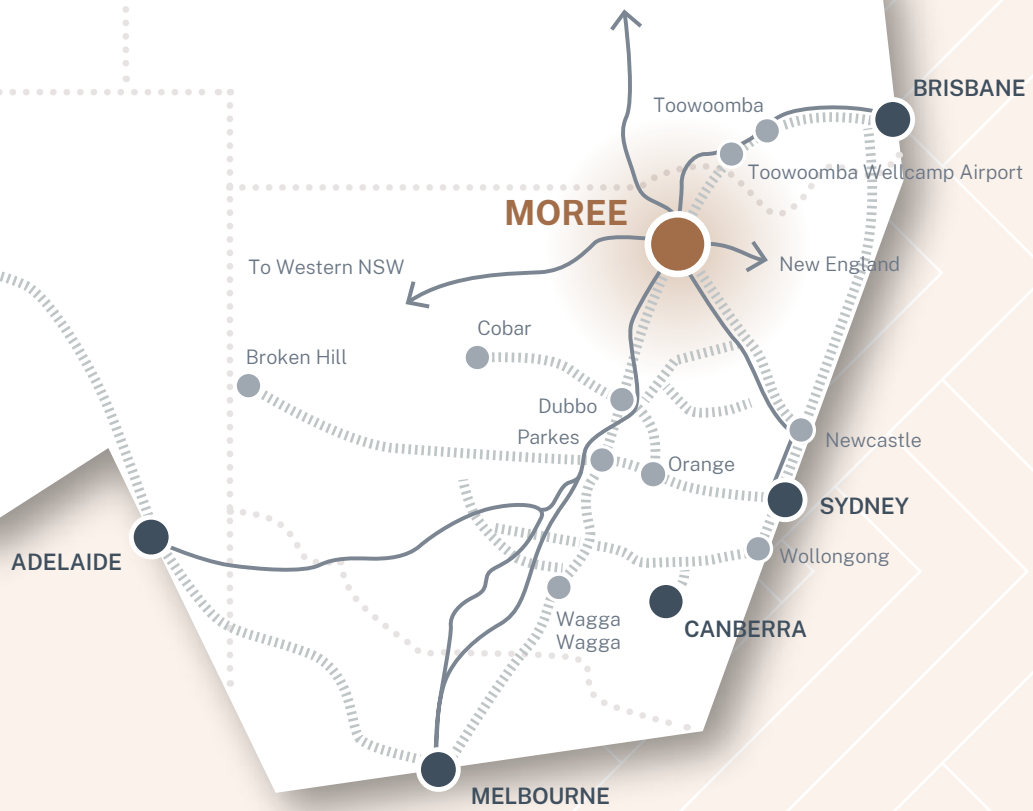 BRISBANE
Toowoomba
Toowoomba Wellcamp Airport
MOREE
To Western NSW
New England
Cobar
Broken Hill
Dubbo
Parkes
Newcastle
Orange
SYDNEY
ADELAIDE
Wollongong
Wagga
Wagga
CANBERRA
MELBOURNE